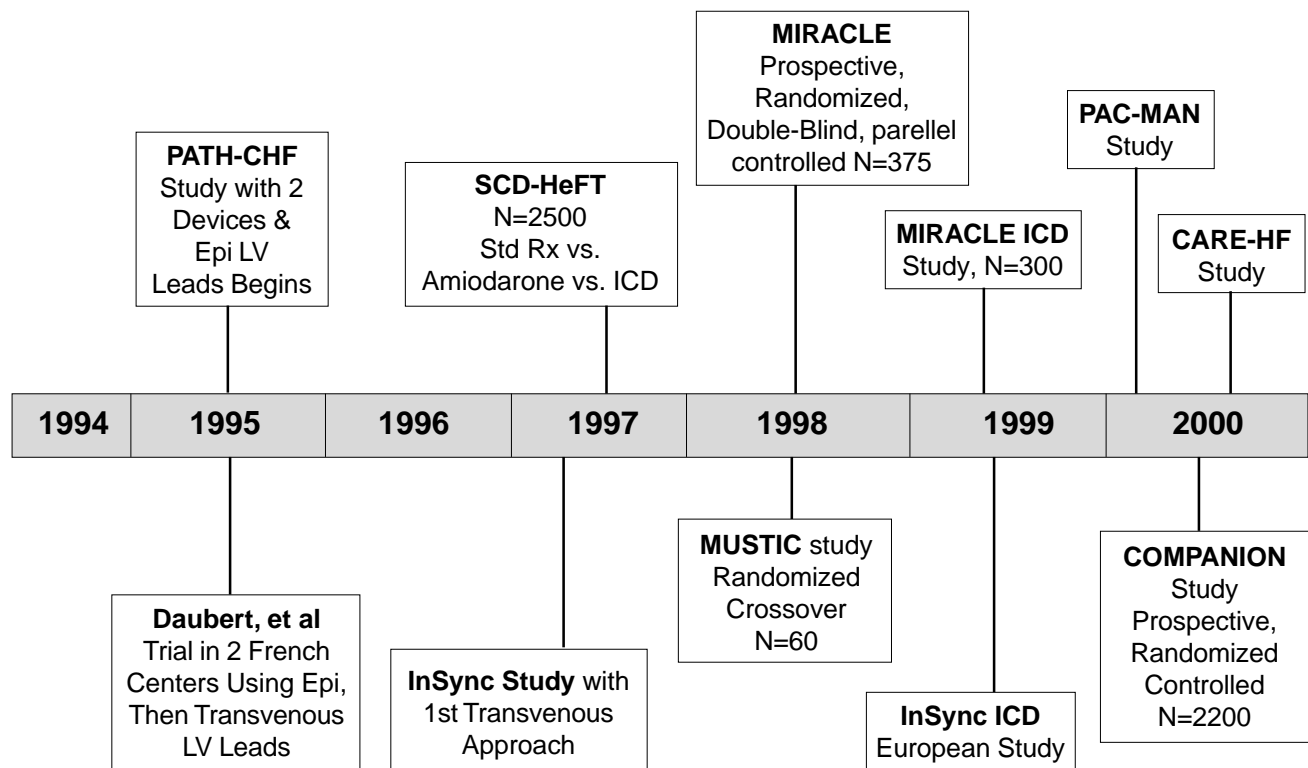 MIRACLE
Prospective,
Randomized,
Double-Blind, parellel
controlled N=375
PAC-MAN
Study
PATH-CHF
Study with 2
Devices &
Epi LV
Leads Begins
SCD-HeFT
N=2500
Std Rx vs.
Amiodarone vs. ICD
MIRACLE ICD
Study, N=300
CARE-HF
Study
1994 1995 1996 1997 1998 1999 2000
Daubert, et al
Trial in 2 French
Centers Using Epi,
Then Transvenous
LV Leads
InSync Study with
1st Transvenous
Approach
MUSTIC study
Randomized
Crossover
N=60
InSync ICD
European Study
COMPANION
Study
Prospective,
Randomized
Controlled
N=2200